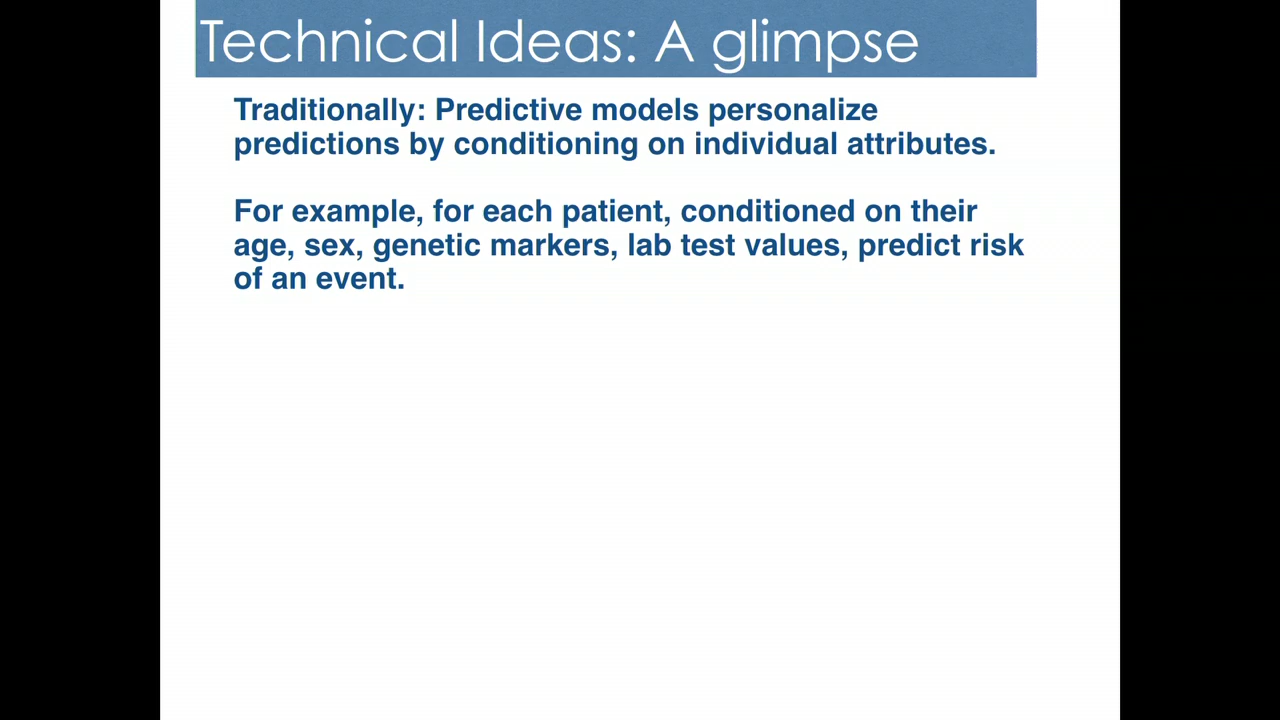 Technical Ideas: A glimpse
Traditionally: Predictive models personalize
predictions by conditioning on individual attributes.
For example, for each patient, conditioned on their
age, sex, genetic markers, lab test values, predict risk
of an event.